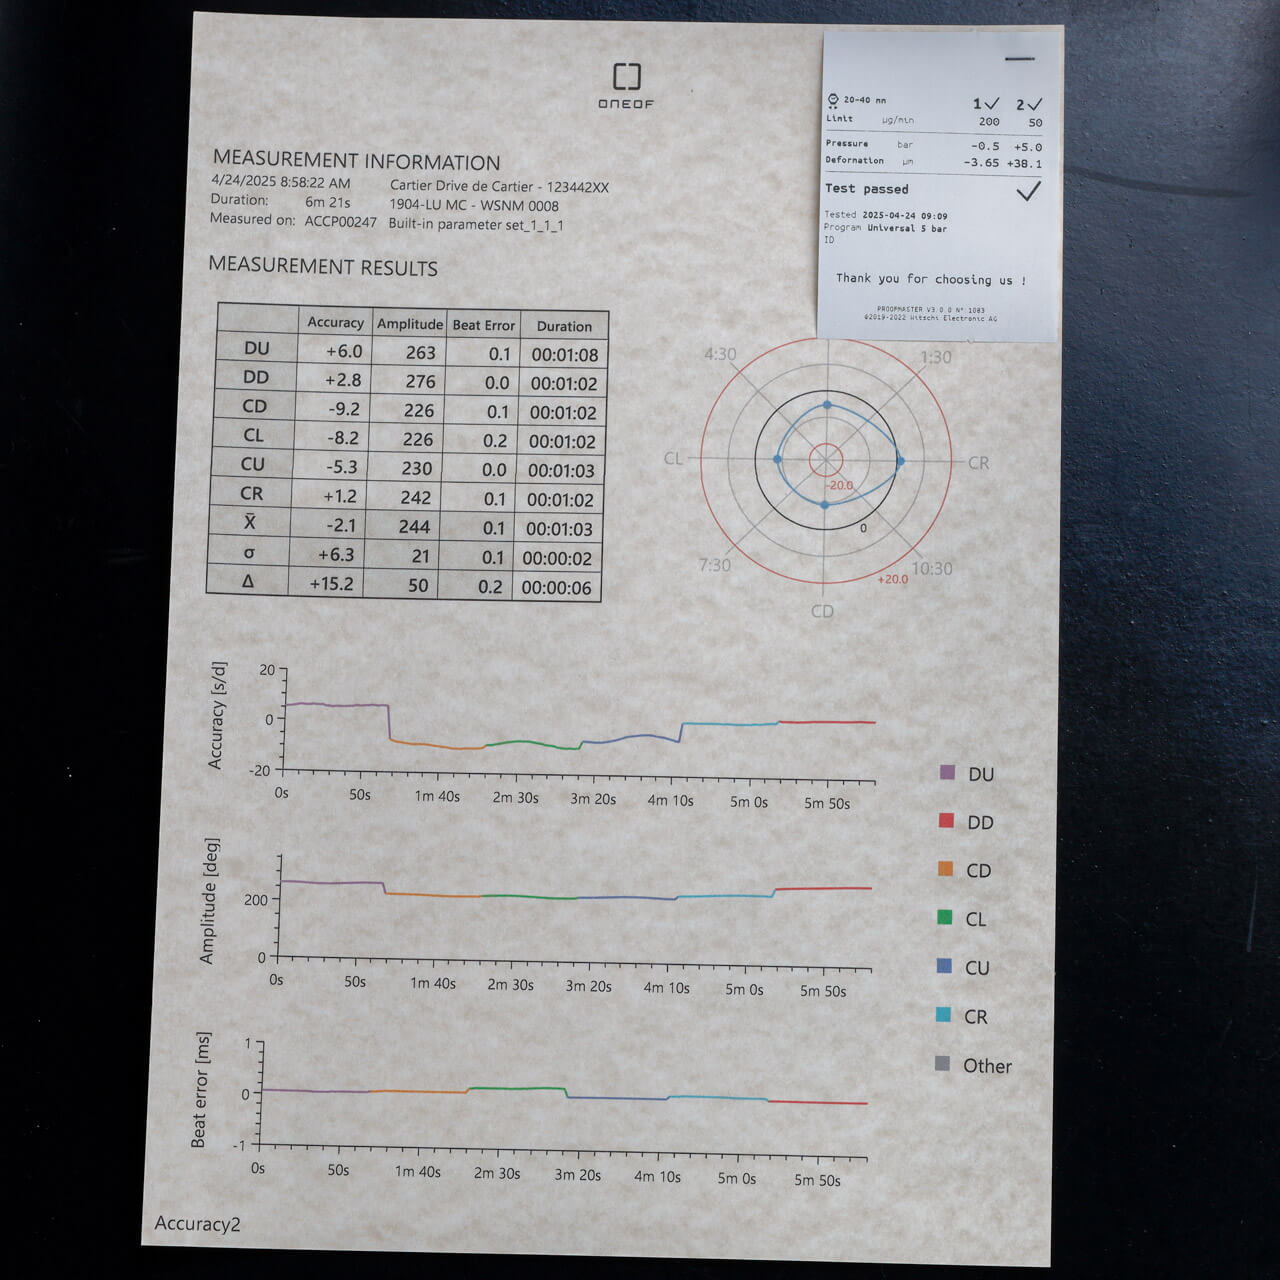 ONEOF
MEASUREMENT INFORMATION
4/24/2025 8:58:22 AM Cartier Drive de Cartier - 123442XX
Duration: 6m 21s 1904-LU MC - WSNM 0008
Measured on: ACCP00247 Built-in parameter set_1_1_1
MEASUREMENT RESULTS
Accuracy Amplitude Beat Error Duration
DU +6.0 263 0.1 00:01:08
DD +2.8 276 0.0 00:01:02
CD -9.2 226 0.1 00:01:02
CL -8.2 226 0.2 00:01:02
CU -5.3 230 0.0 00:01:03
CR +1.2 242 0.1 00:01:02
X̄ -2.1 244 0.1 00:01:03
σ +6.3 21 0.1 00:00:02
Δ +15.2 50 0.2 00:00:06
20-40 mm 1✓ 2✓
Limit µg/min 200 50
Pressure bar -0.5 +5.0
Deformation µm -3.65 +38.1
Test passed ✓
Tested 2025-04-24 09:09
Program Universal 5 bar
ID
Thank you for choosing us !
PROOFMASTER V3.0.0 N° 1083
©2019-2022 Witschi Electronic AG
4:30 1:30
CL CR
-20.0
0
7:30 10:30
+20.0
CD
Accuracy [s/d]
20
0
-20
0s 50s 1m 40s 2m 30s 3m 20s 4m 10s 5m 0s 5m 50s
Amplitude [deg]
200
0
0s 50s 1m 40s 2m 30s 3m 20s 4m 10s 5m 0s 5m 50s
Beat error [ms]
1
0
-1
0s 50s 1m 40s 2m 30s 3m 20s 4m 10s 5m 0s 5m 50s
DU
DD
CD
CL
CU
CR
Other
Accuracy2